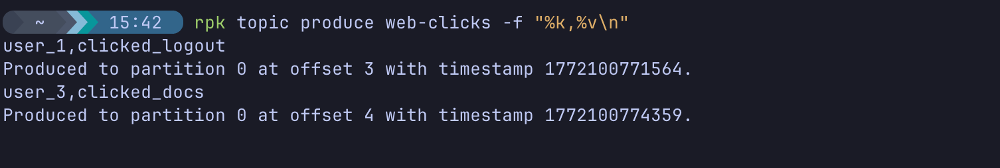 ~ 15:42 rpk topic produce web-clicks -f "%k,%v\n"
user_1,clicked_logout
Produced to partition 0 at offset 3 with timestamp 1772100771564.
user_3,clicked_docs
Produced to partition 0 at offset 4 with timestamp 1772100774359.